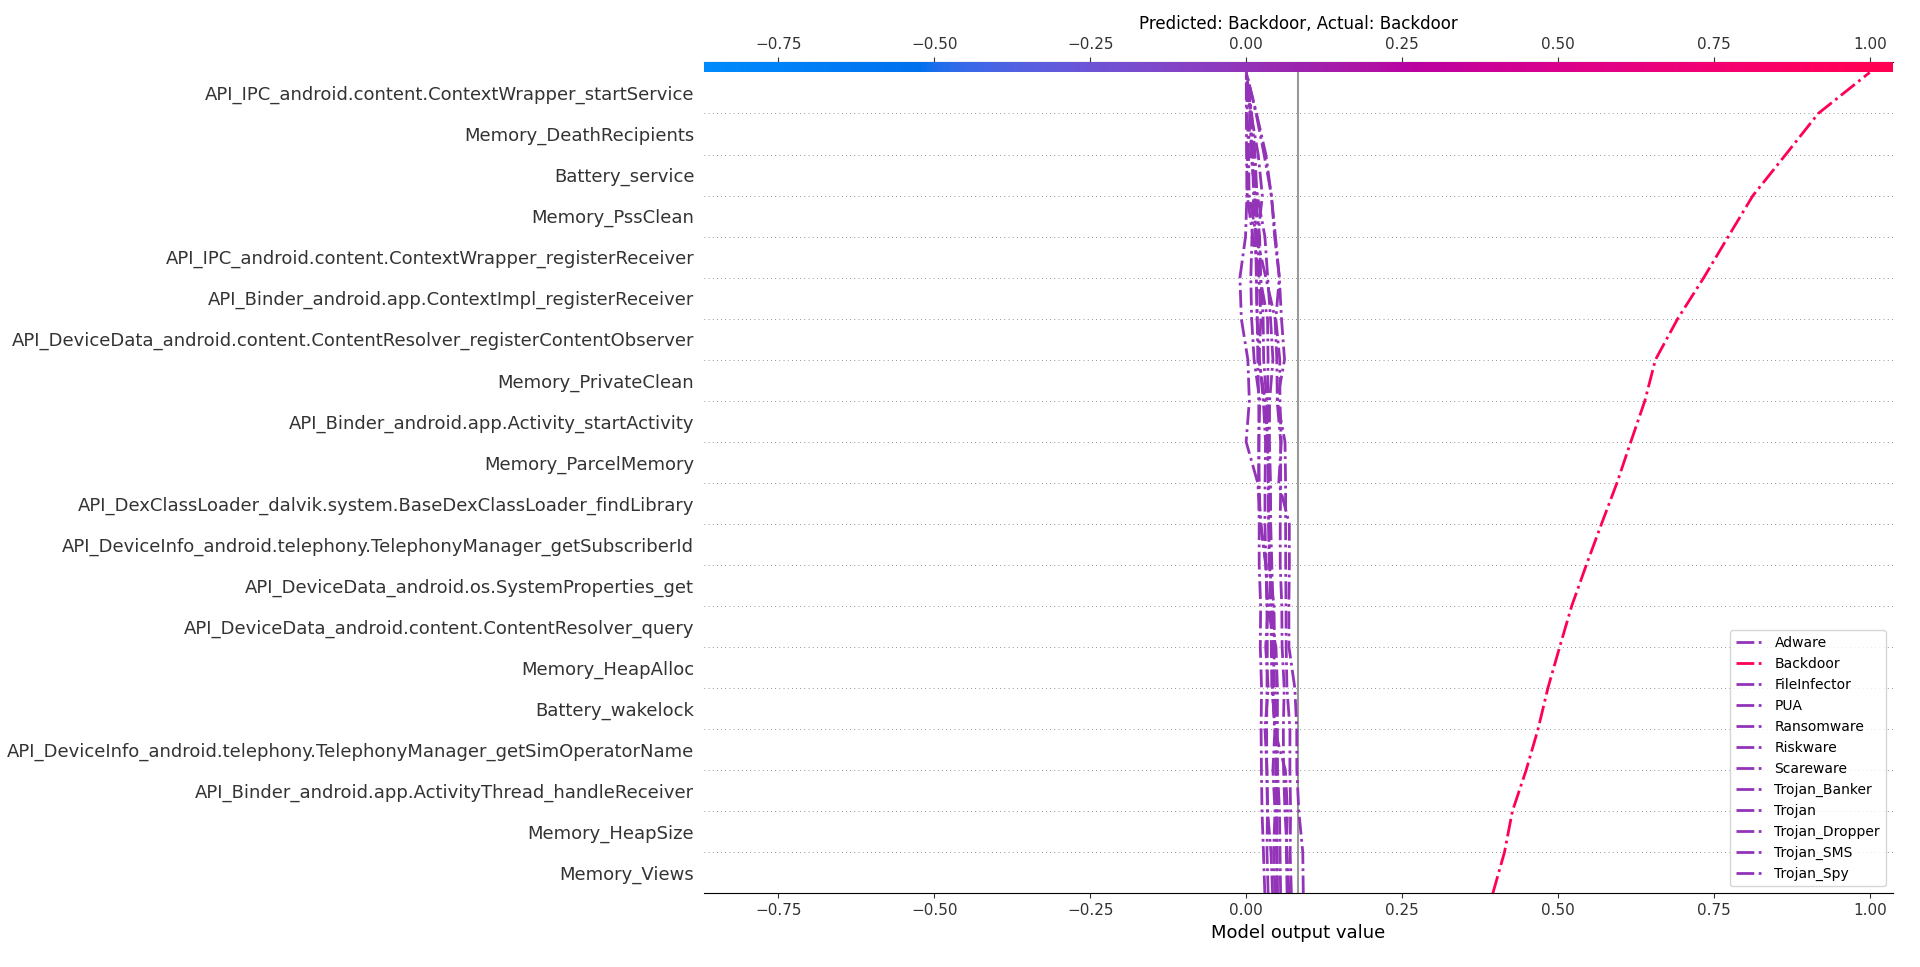 Predicted: Backdoor, Actual: Backdoor
−0.75 −0.50 −0.25 0.00 0.25 0.50 0.75 1.00
API_IPC_android.content.ContextWrapper_startService
Memory_DeathRecipients
Battery_service
Memory_PssClean
API_IPC_android.content.ContextWrapper_registerReceiver
API_Binder_android.app.ContextImpl_registerReceiver
API_DeviceData_android.content.ContentResolver_registerContentObserver
Memory_PrivateClean
API_Binder_android.app.Activity_startActivity
Memory_ParcelMemory
API_DexClassLoader_dalvik.system.BaseDexClassLoader_findLibrary
API_DeviceInfo_android.telephony.TelephonyManager_getSubscriberId
API_DeviceData_android.os.SystemProperties_get
API_DeviceData_android.content.ContentResolver_query
Memory_HeapAlloc
Battery_wakelock
API_DeviceInfo_android.telephony.TelephonyManager_getSimOperatorName
API_Binder_android.app.ActivityThread_handleReceiver
Memory_HeapSize
Memory_Views
Adware
Backdoor
FileInfector
PUA
Ransomware
Riskware
Scareware
Trojan_Banker
Trojan
Trojan_Dropper
Trojan_SMS
Trojan_Spy
−0.75 −0.50 −0.25 0.00 0.25 0.50 0.75 1.00
Model output value